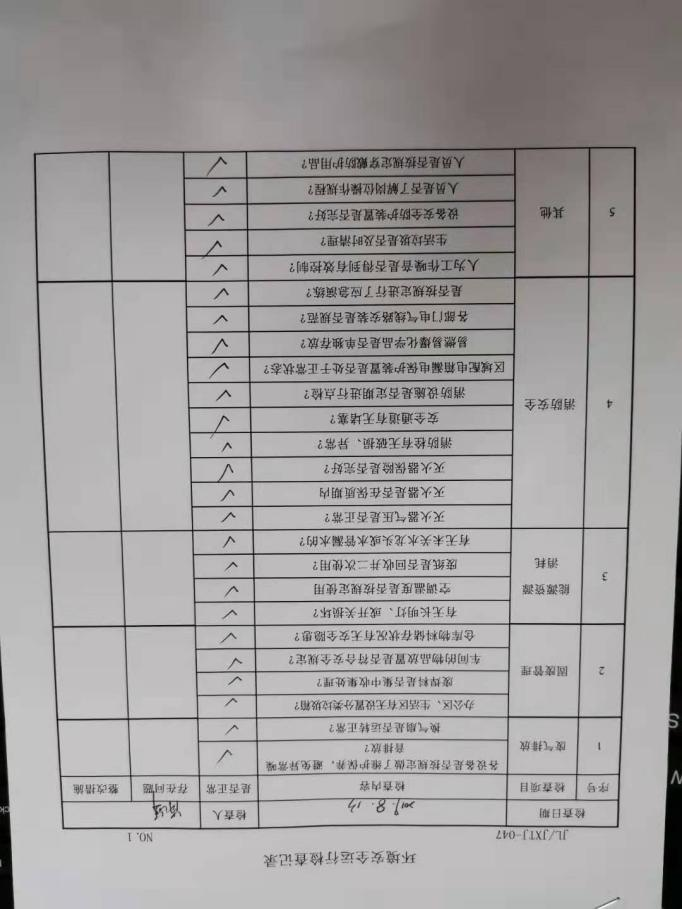 环境安全运行检查记录
JL/JXTJ-047 NO. 1
检查日期 2019. 8. 13 检查人
序号 检查项目 检查内容 是否正常 存在问题 整改措施
1 废气排放 各设备是否按规定做了维护保养，避免异常噪音排放？ ✓
换气扇是否运转正常？ ✓
2 固废管理 办公区、生活区有无设置分类垃圾箱？ ✓
废焊料是否集中收集处理？ ✓
车间的物品放置是否符合安全规定？ ✓
仓库物料储存状况有无安全隐患？ ✓
3 能源资源消耗 有无长明灯、或开关损坏？ ✓
空调温度是否按规定使用 ✓
废纸是否回收并二次使用？ ✓
有无未关水龙头或水管漏水的？ ✓
4 消防安全 灭火器气压是否正常？ ✓
灭火器是否在保质期内 ✓
灭火器保险是否完好？ ✓
消防栓有无破损、异常？ ✓
安全通道有无堵塞？ ✓
消防设施是否定期进行点检？ ✓
区域配电箱漏电保护装置是否处于正常状态？ ✓
易燃易爆化学品是否单独存放？ ✓
各部门电气线路安装是否规范？ ✓
是否按规定进行了应急演练？ ✓
5 其他 人为工作噪音是否得到有效控制？ ✓
生活垃圾是否及时清理？ ✓
设备安全防护装置是否完好？ ✓
人员是否了解岗位操作规程？ ✓
人员是否按规定穿戴防护用品？ ✓